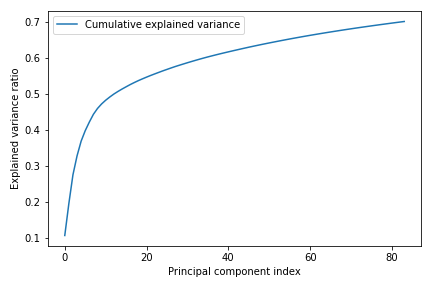 Cumulative explained variance
Explained variance ratio
0.7
0.6
0.5
0.4
0.3
0.2
0.1
0 20 40 60 80
Principal component index